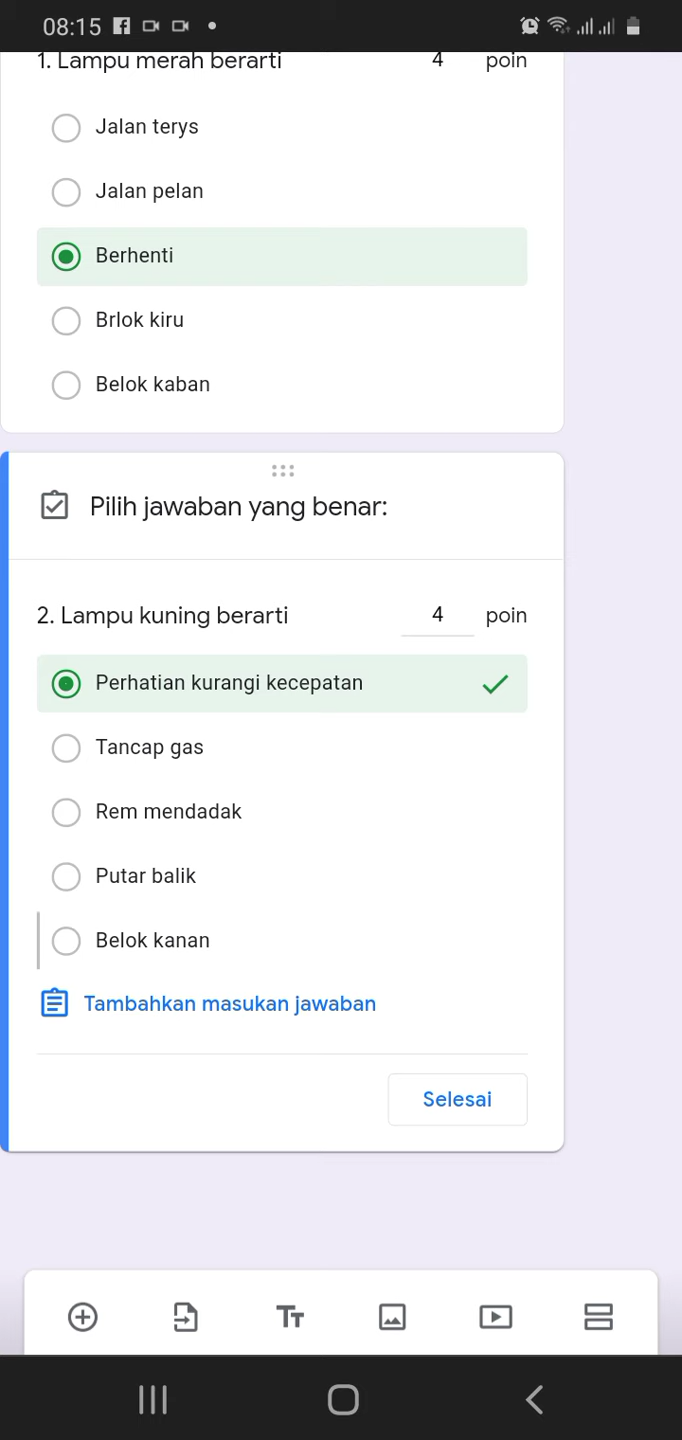 08:15
1. Lampu merah berarti 4 poin
Jalan terys
Jalan pelan
Berhenti
Brlok kiru
Belok kaban
Pilih jawaban yang benar:
2. Lampu kuning berarti 4 poin
Perhatian kurangi kecepatan
Tancap gas
Rem mendadak
Putar balik
Belok kanan
Tambahkan masukan jawaban
Selesai